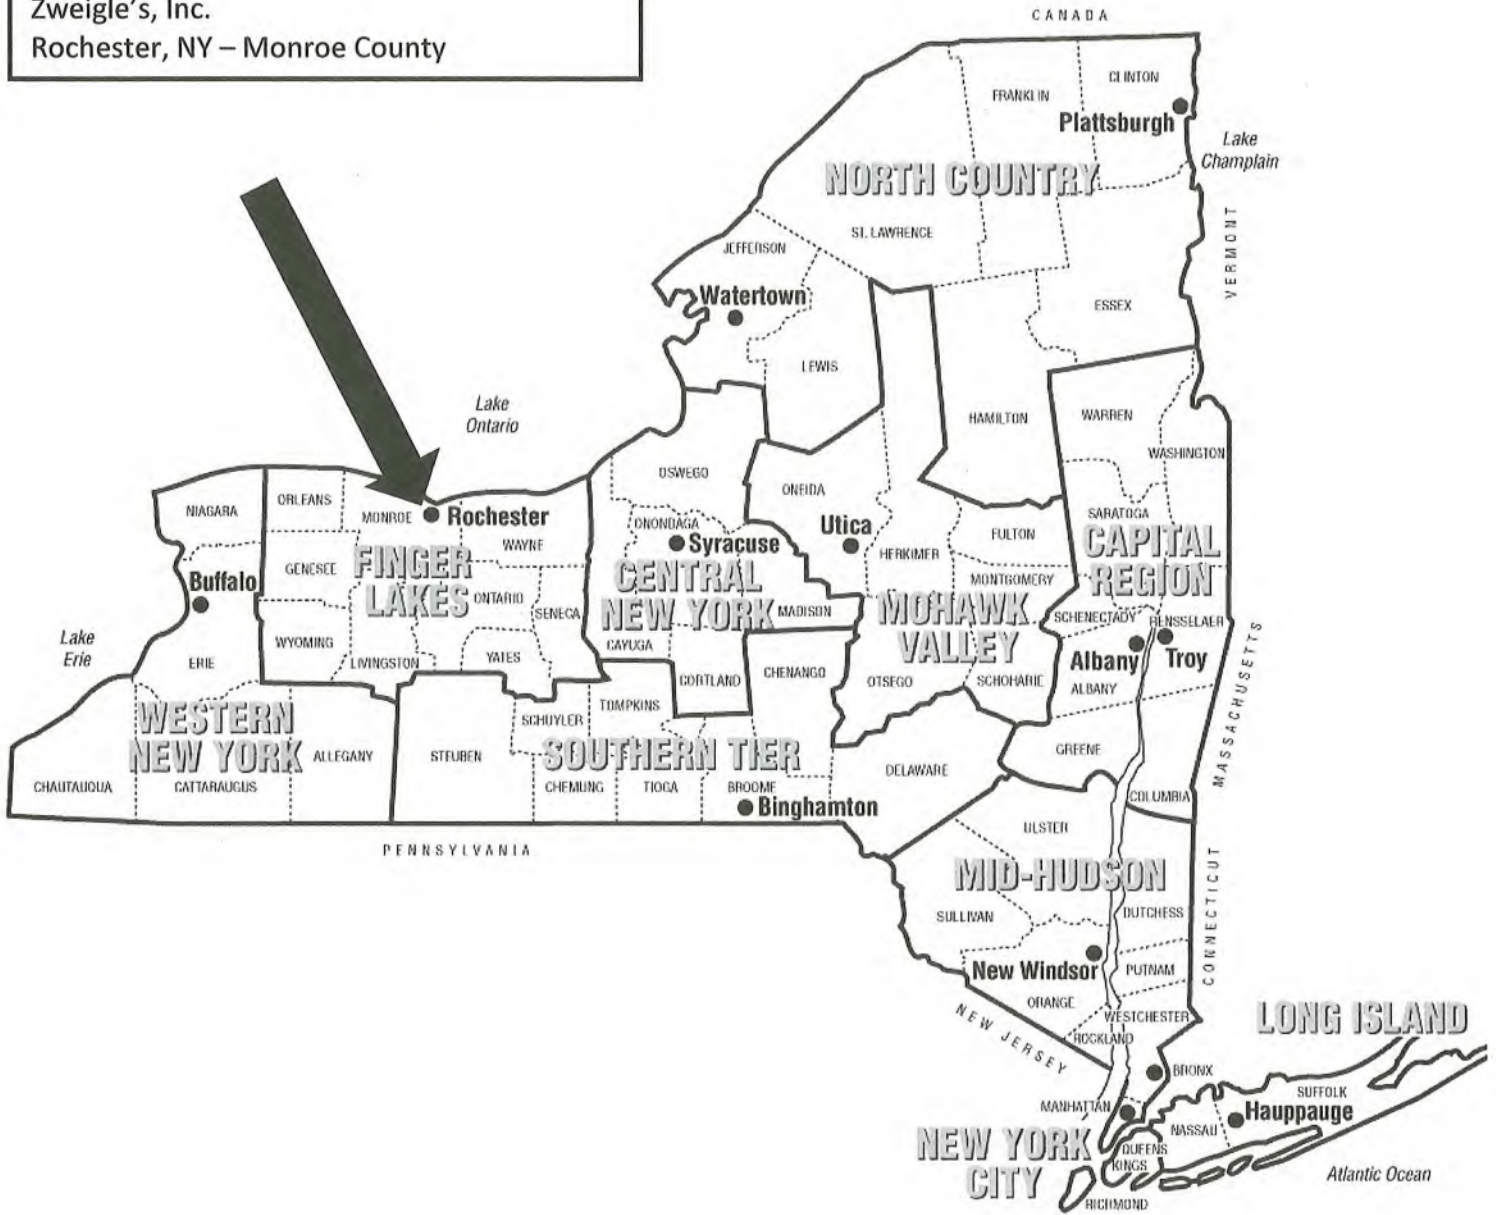 Zweigle's, Inc.
Rochester, NY – Monroe County
CANADA
CLINTON
FRANKLIN
Plattsburgh
Lake
Champlain
NORTH COUNTRY
VERMONT
ST. LAWRENCE
JEFFERSON
Watertown
ESSEX
LEWIS
Lake
Ontario
HAMILTON
WARREN
WASHINGTON
OSWEGO
ONEIDA
NIAGARA
ORLEANS
MONROE
Rochester
ONONDAGA
Syracuse
Utica
HERKIMER
FULTON
SARATOGA
CAPITAL
REGION
WAYNE
GENESEE
FINGER
LAKES
Buffalo
ONTARIO
SENECA
CENTRAL
NEW YORK
MADISON
MONTGOMERY
MOHAWK
VALLEY
SCHENECTADY
RENSSELAER
Lake
Erie
ERIE
WYOMING
LIVINGSTON
YATES
CAYUGA
CORTLAND
CHENANGO
OTSEGO
SCHOHARIE
Albany
Troy
ALBANY
MASSACHUSETTS
WESTERN
NEW YORK
ALLEGANY
STEUBEN
SCHUYLER
TOMPKINS
SOUTHERN TIER
DELAWARE
GREENE
CHAUTAUQUA
CATTARAUGUS
CHEMUNG
TIOGA
BROOME
Binghamton
COLUMBIA
PENNSYLVANIA
ULSTER
MID-HUDSON
SULLIVAN
DUTCHESS
CONNECTICUT
New Windsor
PUTNAM
ORANGE
WESTCHESTER
ROCKLAND
NEW JERSEY
LONG ISLAND
BRONX
SUFFOLK
MANHATTAN
Hauppauge
NASSAU
NEW YORK
CITY
QUEENS
KINGS
RICHMOND
Atlantic Ocean